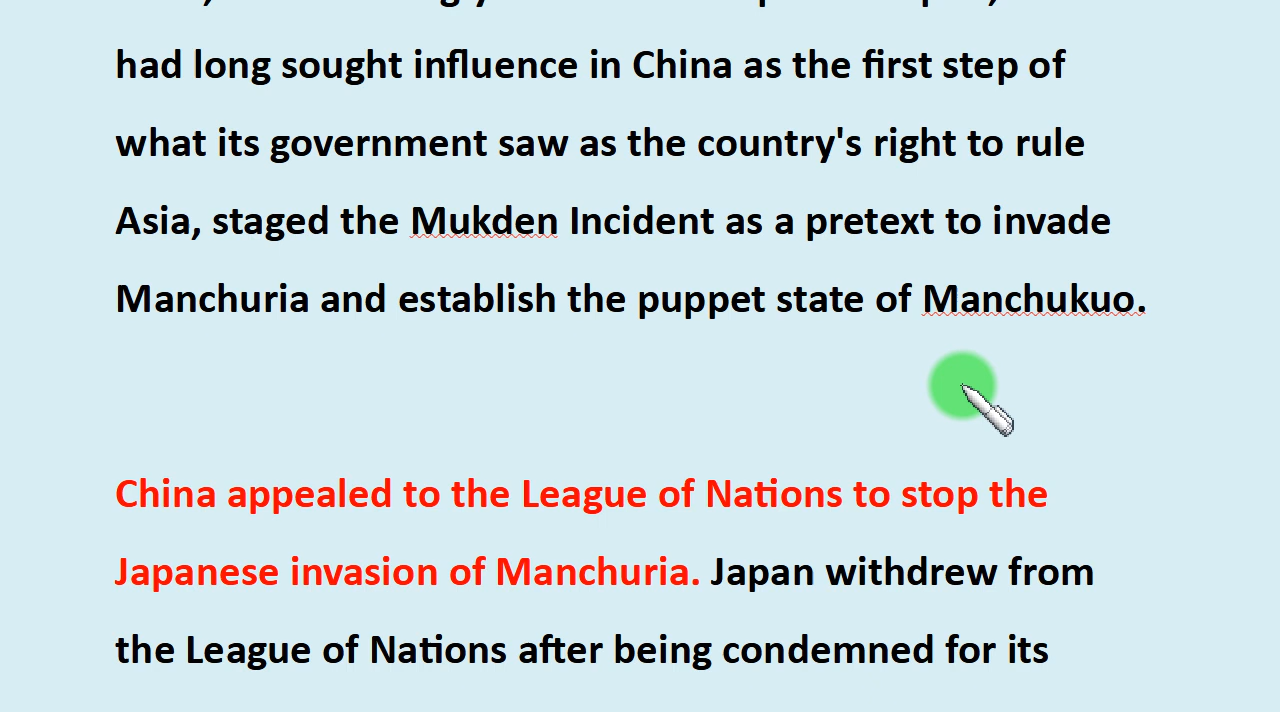 had long sought influence in China as the first step of
what its government saw as the country's right to rule
Asia, staged the Mukden Incident as a pretext to invade
Manchuria and establish the puppet state of Manchukuo.
China appealed to the League of Nations to stop the
Japanese invasion of Manchuria. Japan withdrew from
the League of Nations after being condemned for its